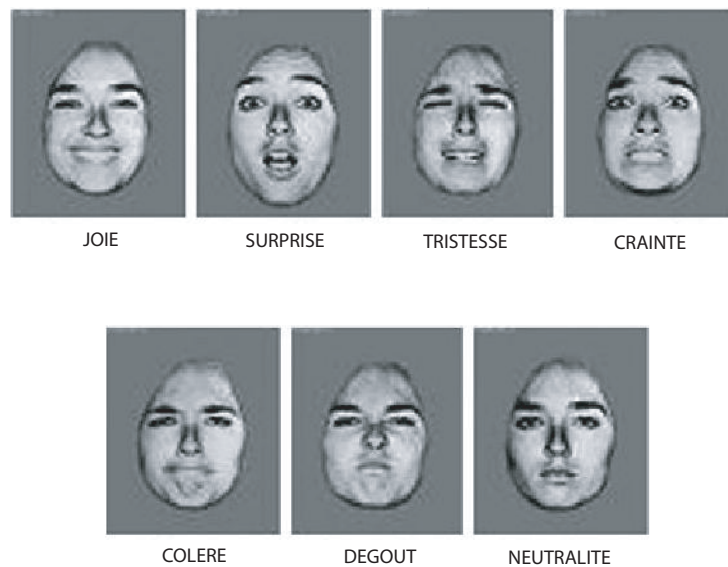 JOIE
SURPRISE
TRISTESSE
CRAINTE
COLERE
DEGOUT
NEUTRALITE